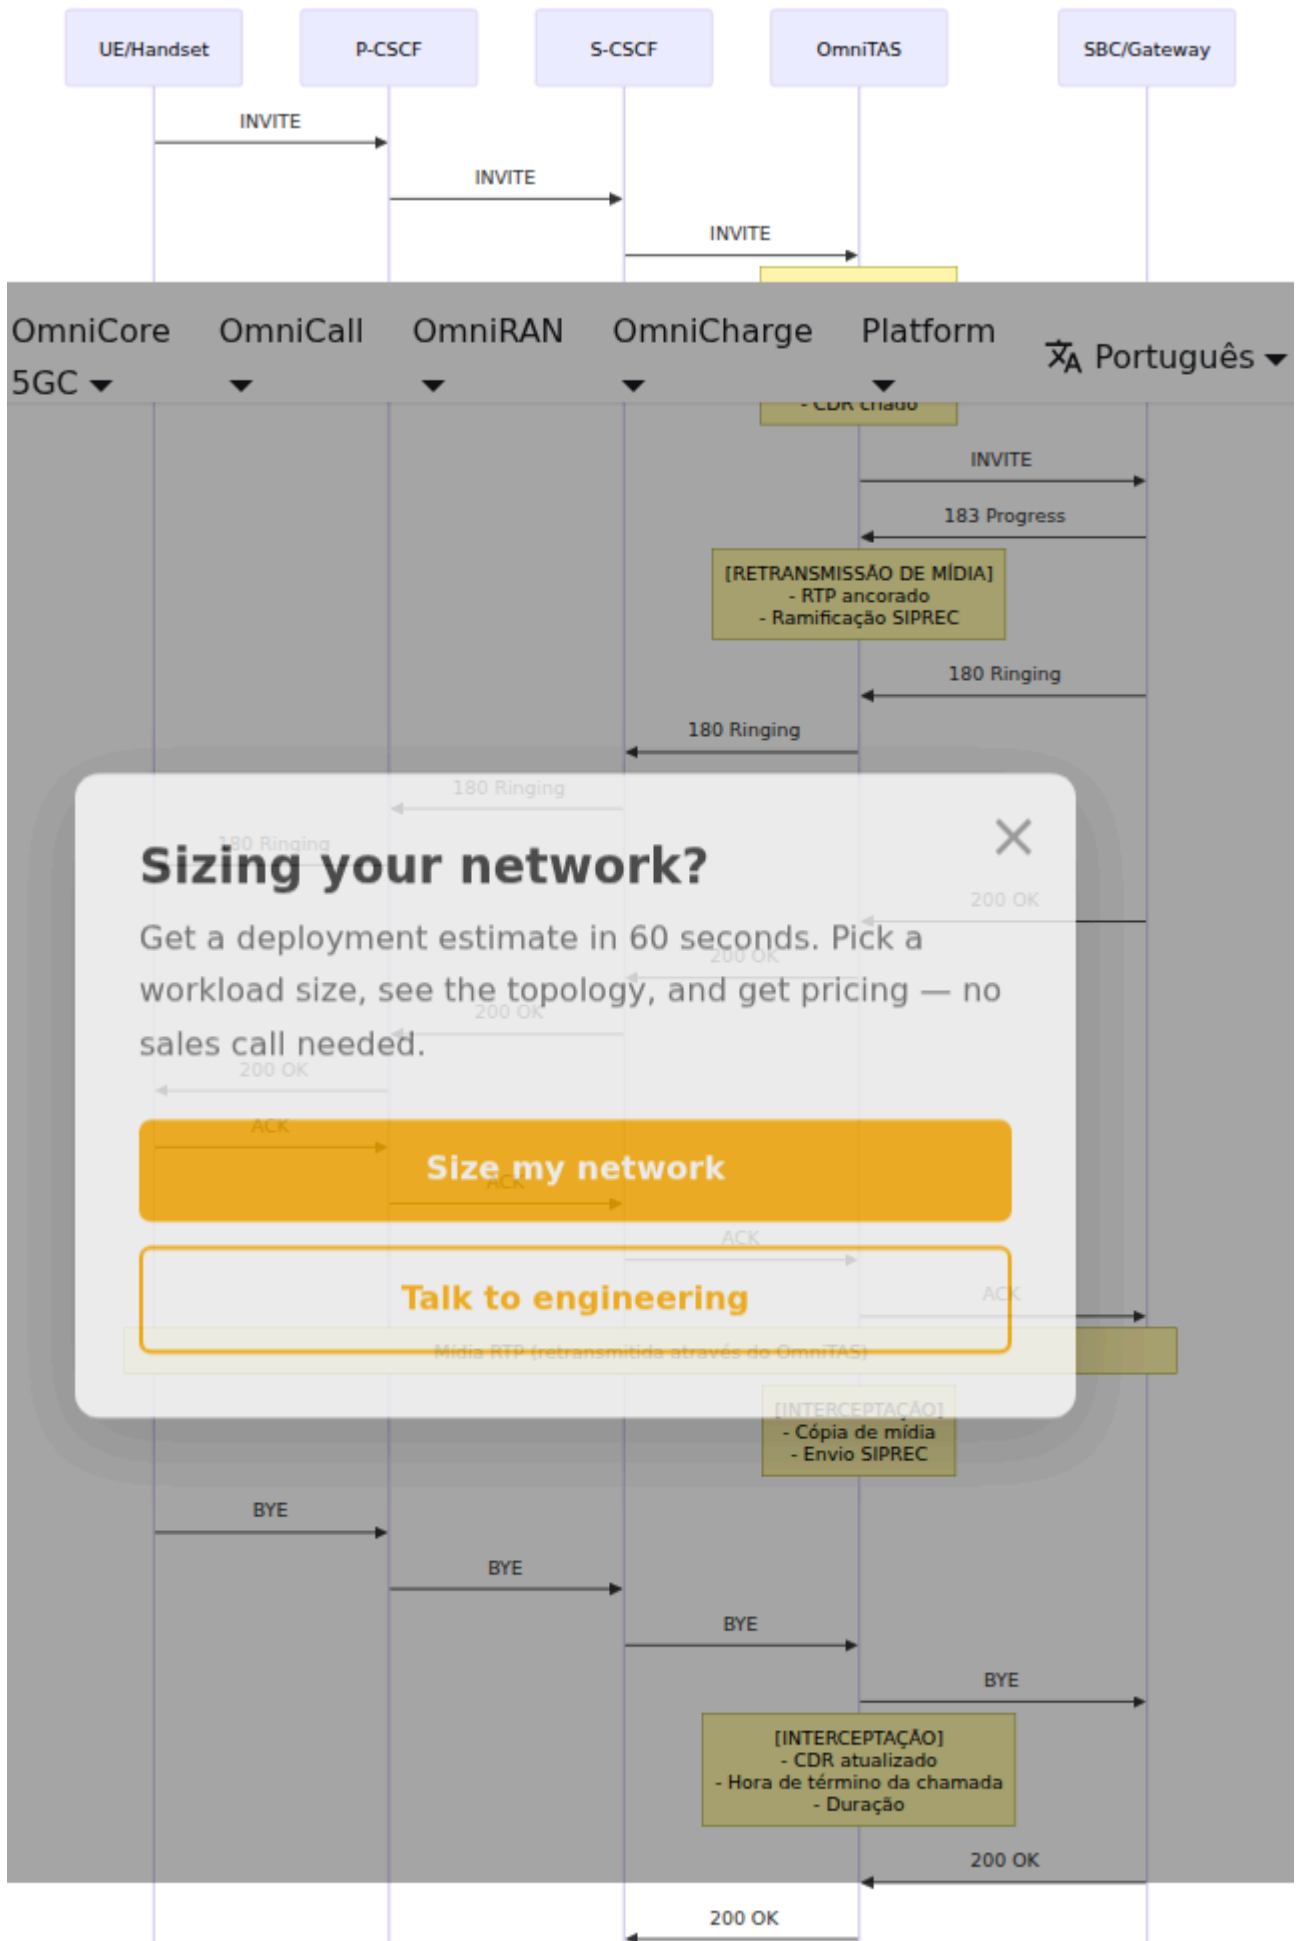 UE/Handset
P-CSCF
S-CSCF
OmniTAS
SBC/Gateway
INVITE
INVITE
INVITE
OmniCore
5GC
OmniCall
OmniRAN
OmniCharge
Platform
Português
- CDR criado
INVITE
183 Progress
[RETRANSMISSÃO DE MÍDIA]
- RTP ancorado
- Ramificação SIPREC
180 Ringing
180 Ringing
180 Ringing
180 Ringing
Sizing your network?
200 OK
Get a deployment estimate in 60 seconds. Pick a
200 OK
workload size, see the topology, and get pricing — no
200 OK
sales call needed.
200 OK
ACK
Size my network
ACK
ACK
ACK
Talk to engineering
Mídia RTP (retransmitida através do OmniTAS)
[INTERCEPTAÇÃO]
- Cópia de mídia
- Envio SIPREC
BYE
BYE
BYE
BYE
[INTERCEPTAÇÃO]
- CDR atualizado
- Hora de término da chamada
- Duração
200 OK
200 OK